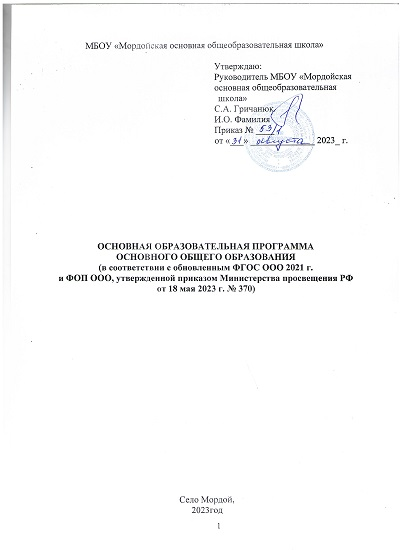 МБОУ «Мордойская основная общеобразовательная школа»
Утверждаю:
Руководитель МБОУ «Мордойская
основная общеобразовательная
школа»
С.А. Гричанюк
И.О. Фамилия
Приказ № 53/1
от «31» августа 2023_ г.
ОСНОВНАЯ ОБРАЗОВАТЕЛЬНАЯ ПРОГРАММА
ОСНОВНОГО ОБЩЕГО ОБРАЗОВАНИЯ
(в соответствии с обновленным ФГОС ООО 2021 г.
и ФОП ООО, утвержденной приказом Министерства просвещения РФ
от 18 мая 2023 г. № 370)
Село Мордой,
2023год
1